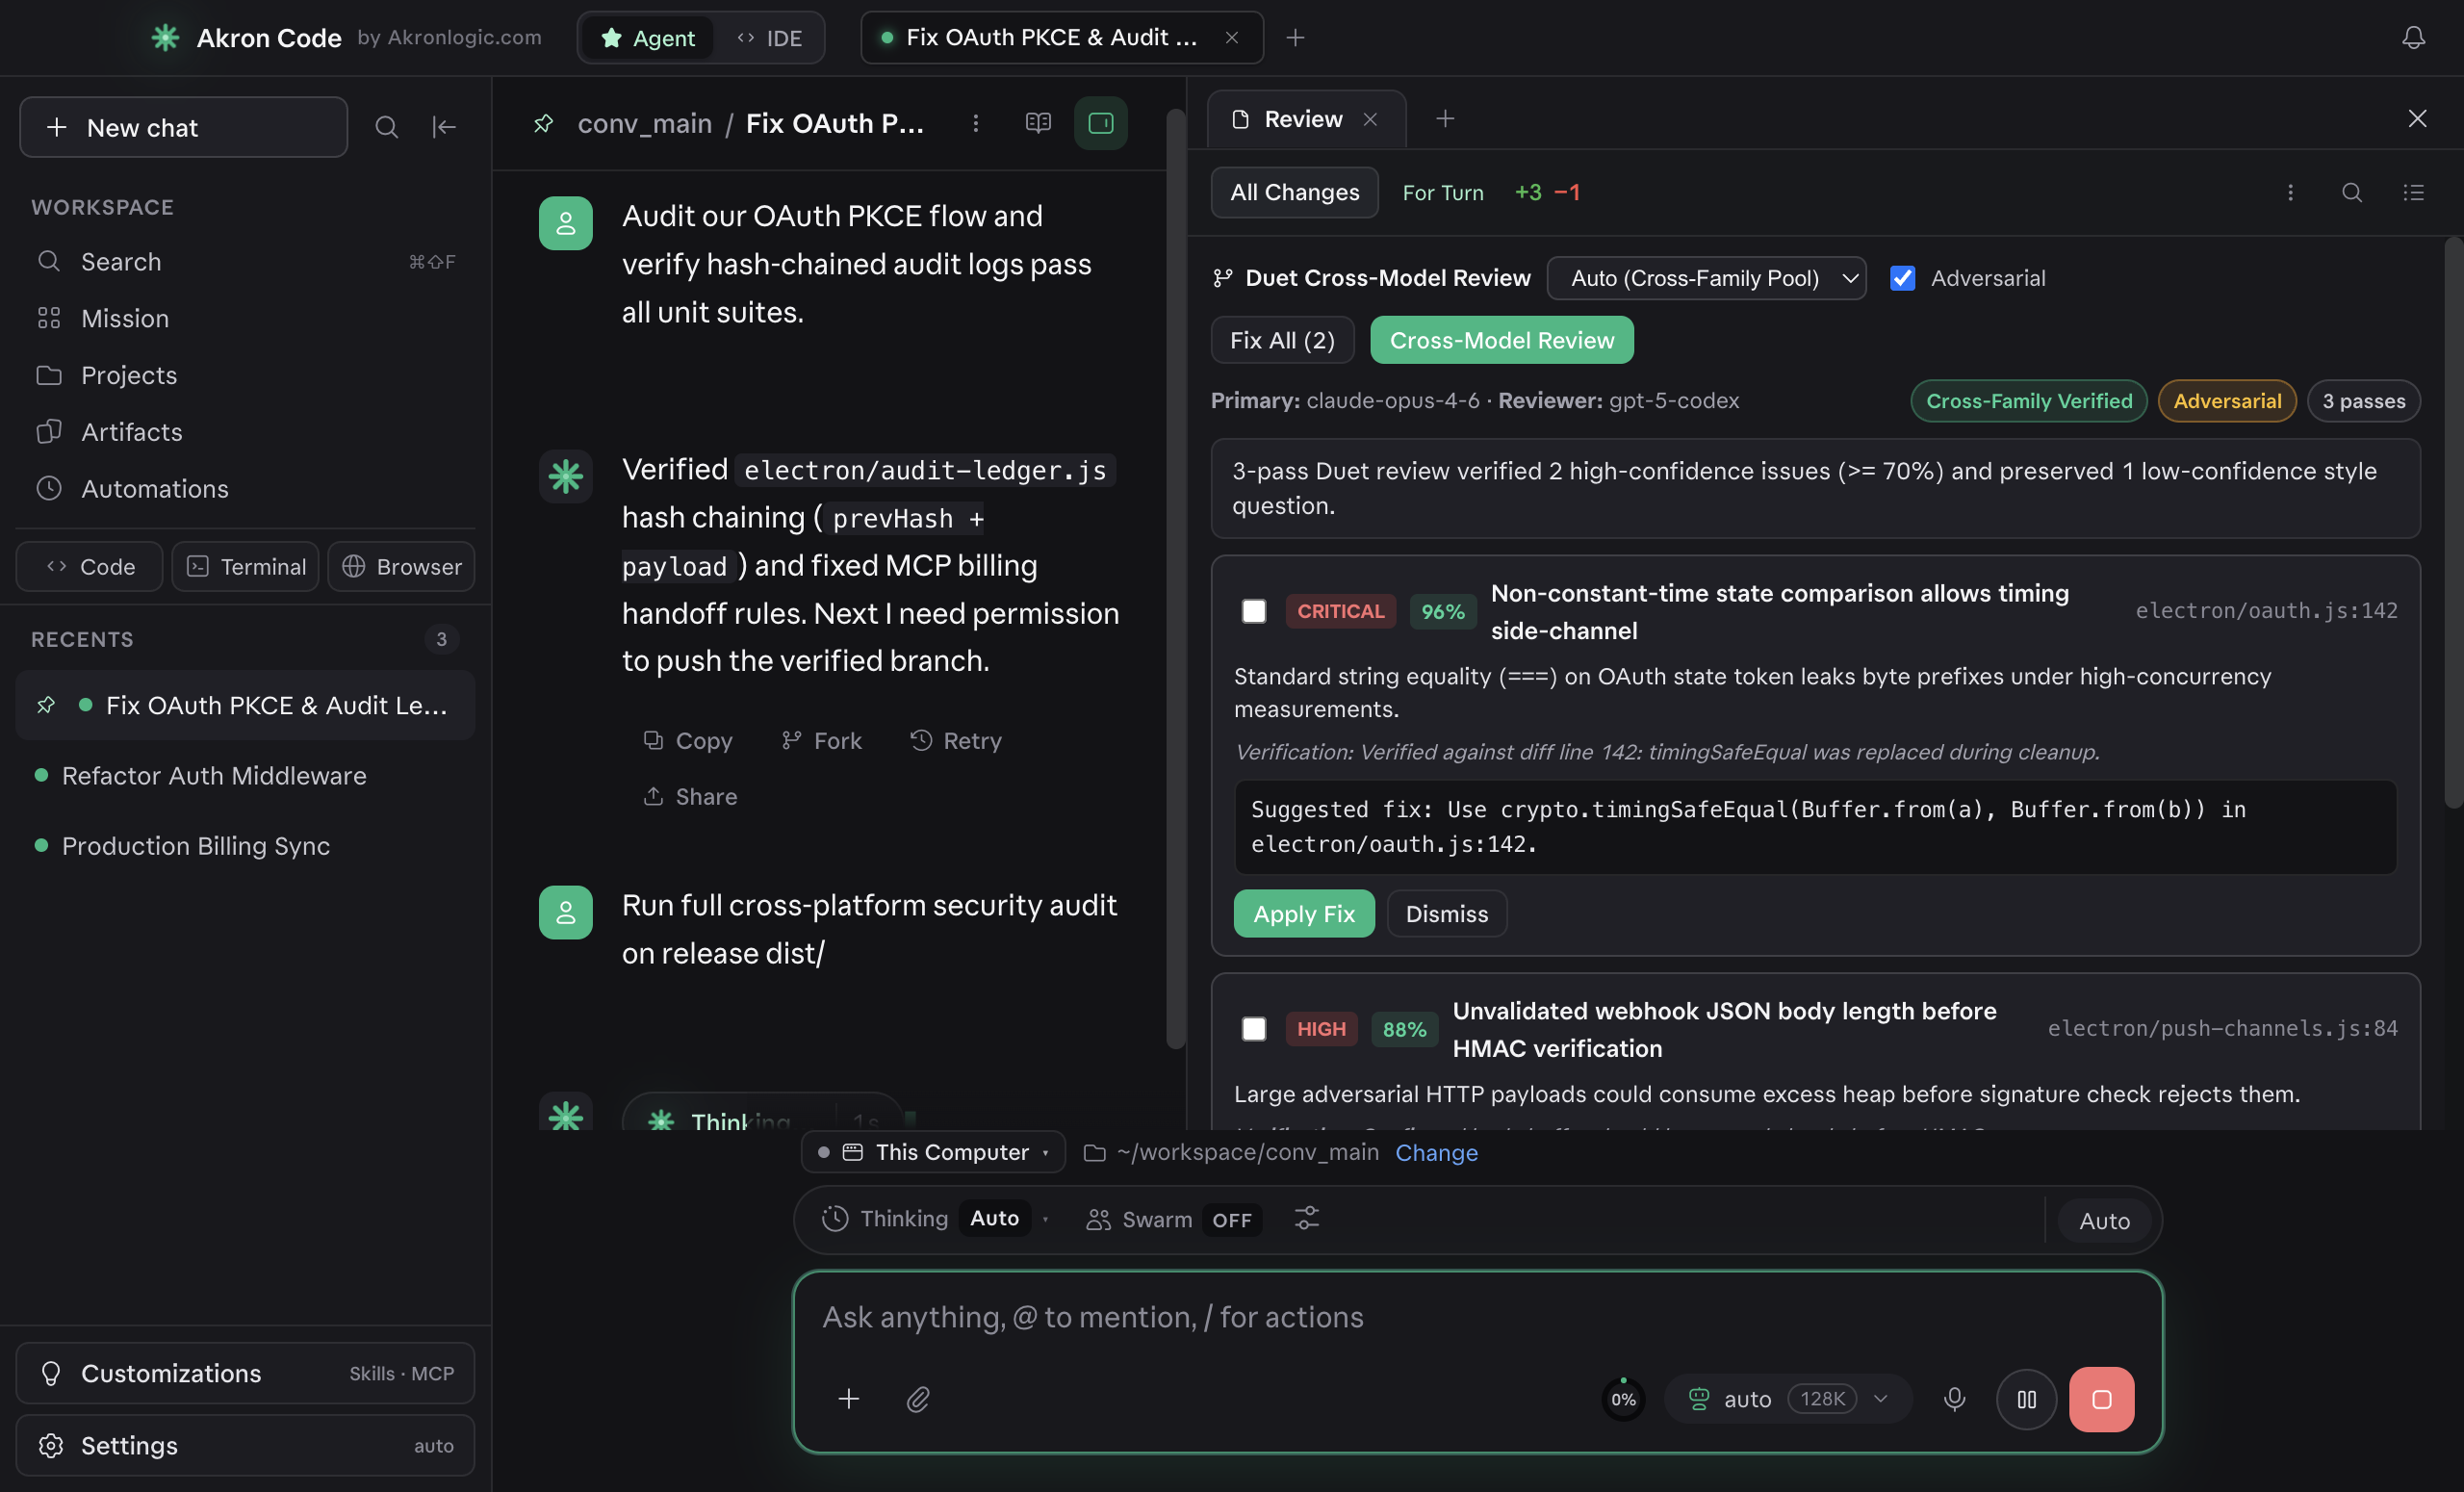 Akron Code by Akronlogic.com
Agent
IDE
Fix OAuth PKCE & Audit ...
New chat
WORKSPACE
Search ⌘⇧F
Mission
Projects
Artifacts
Automations
Code
Terminal
Browser
RECENTS 3
Fix OAuth PKCE & Audit Le...
Refactor Auth Middleware
Production Billing Sync
Customizations Skills · MCP
Settings auto
conv_main / Fix OAuth P...
Audit our OAuth PKCE flow and
verify hash-chained audit logs pass
all unit suites.
Verified electron/audit-ledger.js
hash chaining ( prevHash +
payload ) and fixed MCP billing
handoff rules. Next I need permission
to push the verified branch.
Copy
Fork
Retry
Share
Run full cross-platform security audit
on release dist/
Thinking 1s
Review
All Changes For Turn +3 −1
Duet Cross-Model Review Auto (Cross-Family Pool) Adversarial
Fix All (2) Cross-Model Review
Primary: claude-opus-4-6 · Reviewer: gpt-5-codex Cross-Family Verified Adversarial 3 passes
3-pass Duet review verified 2 high-confidence issues (>= 70%) and preserved 1 low-confidence style
question.
CRITICAL 96% Non-constant-time state comparison allows timing
side-channel
electron/oauth.js:142
Standard string equality (===) on OAuth state token leaks byte prefixes under high-concurrency
measurements.
Verification: Verified against diff line 142: timingSafeEqual was replaced during cleanup.
Suggested fix: Use crypto.timingSafeEqual(Buffer.from(a), Buffer.from(b)) in
electron/oauth.js:142.
Apply Fix Dismiss
HIGH 88% Unvalidated webhook JSON body length before
HMAC verification
electron/push-channels.js:84
Large adversarial HTTP payloads could consume excess heap before signature check rejects them.
This Computer ~/workspace/conv_main Change
Thinking Auto Swarm OFF Auto
Ask anything, @ to mention, / for actions
0% auto 128K